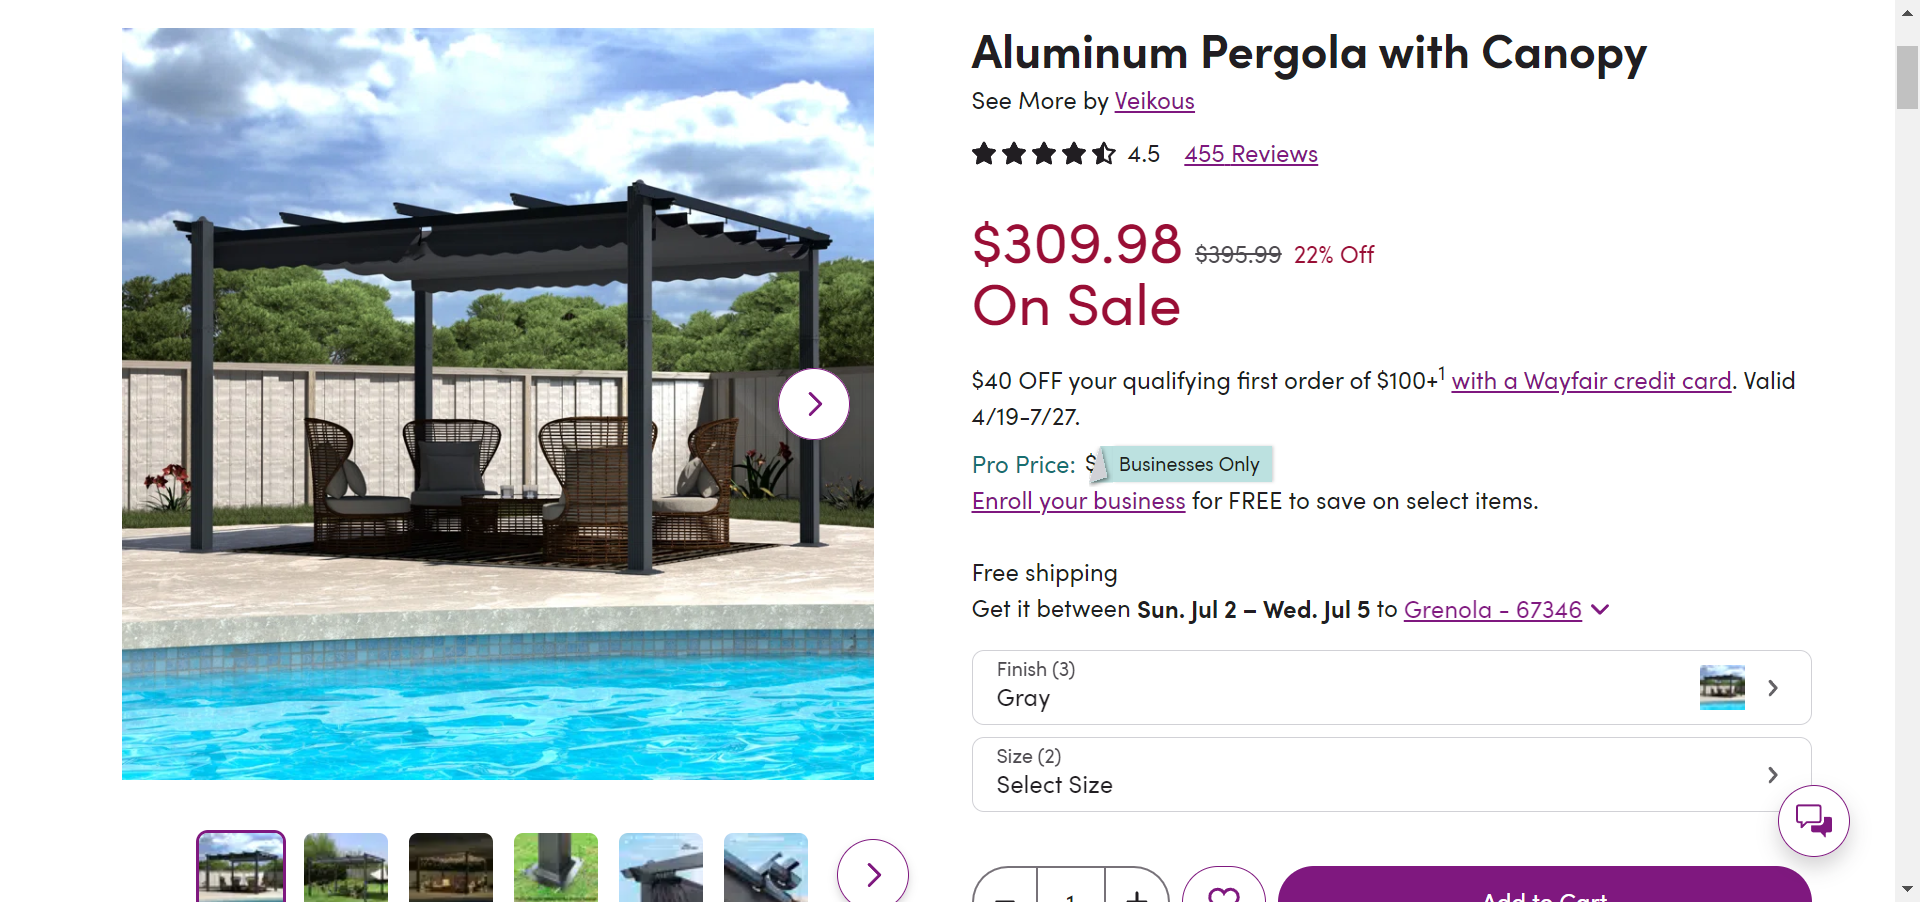 Aluminum Pergola with Canopy
See More by Veikous
4.5 455 Reviews
$309.98 $395.99 22% Off
On Sale
$40 OFF your qualifying first order of $100+1 with a Wayfair credit card. Valid
4/19-7/27.
Pro Price: $ Businesses Only
Enroll your business for FREE to save on select items.
Free shipping
Get it between Sun. Jul 2 – Wed. Jul 5 to Grenola - 67346
Finish (3)
Gray
Size (2)
Select Size
1
Add to Cart